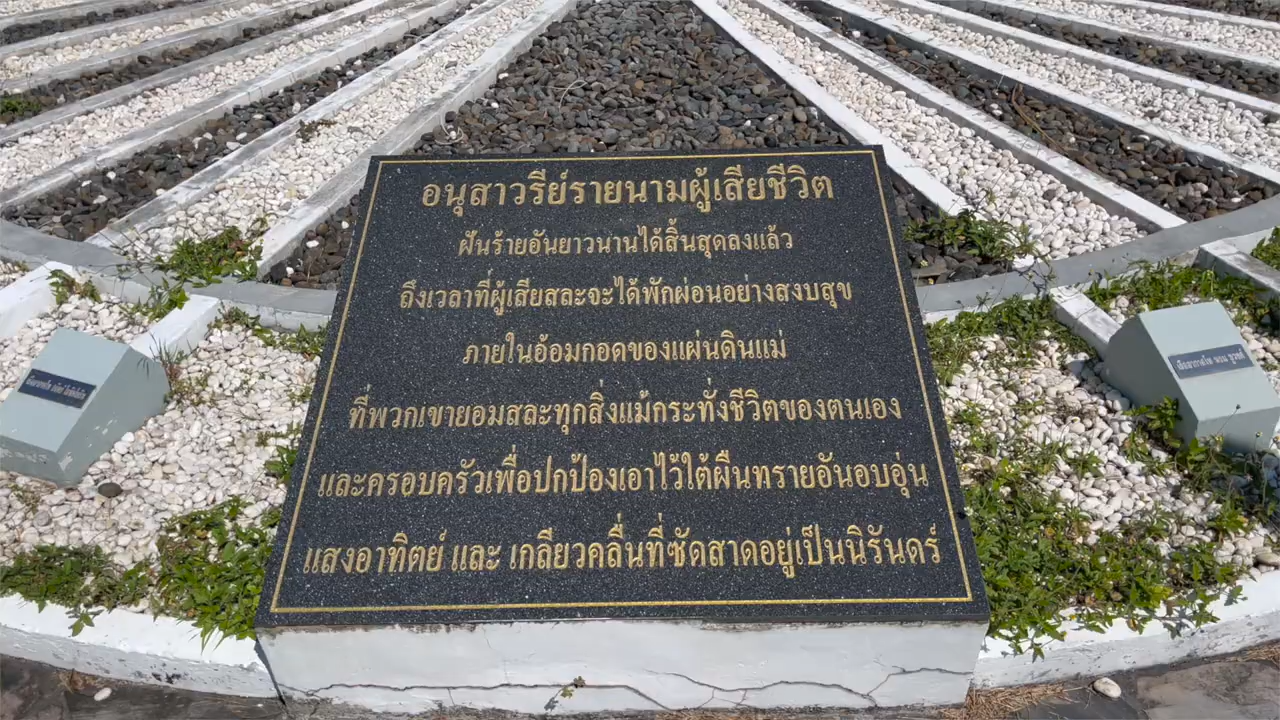 อนุสาวรีย์รายนามผู้เสียชีวิต
ฝันร้ายอันยาวนานได้สิ้นสุดลงแล้ว
ถึงเวลาที่ผู้เสียสละจะได้พักผ่อนอย่างสงบสุข
ภายในอ้อมกอดของแผ่นดินแม่
ที่พวกเขายอมสละทุกสิ่งแม้กระทั่งชีวิตของตนเอง
และครอบครัวเพื่อปกป้องเอาไว้ใต้ผืนทรายอันอบอุ่น
แสงอาทิตย์ และ เกลียวคลื่นที่ซัดสาดอยู่เป็นนิรันดร์